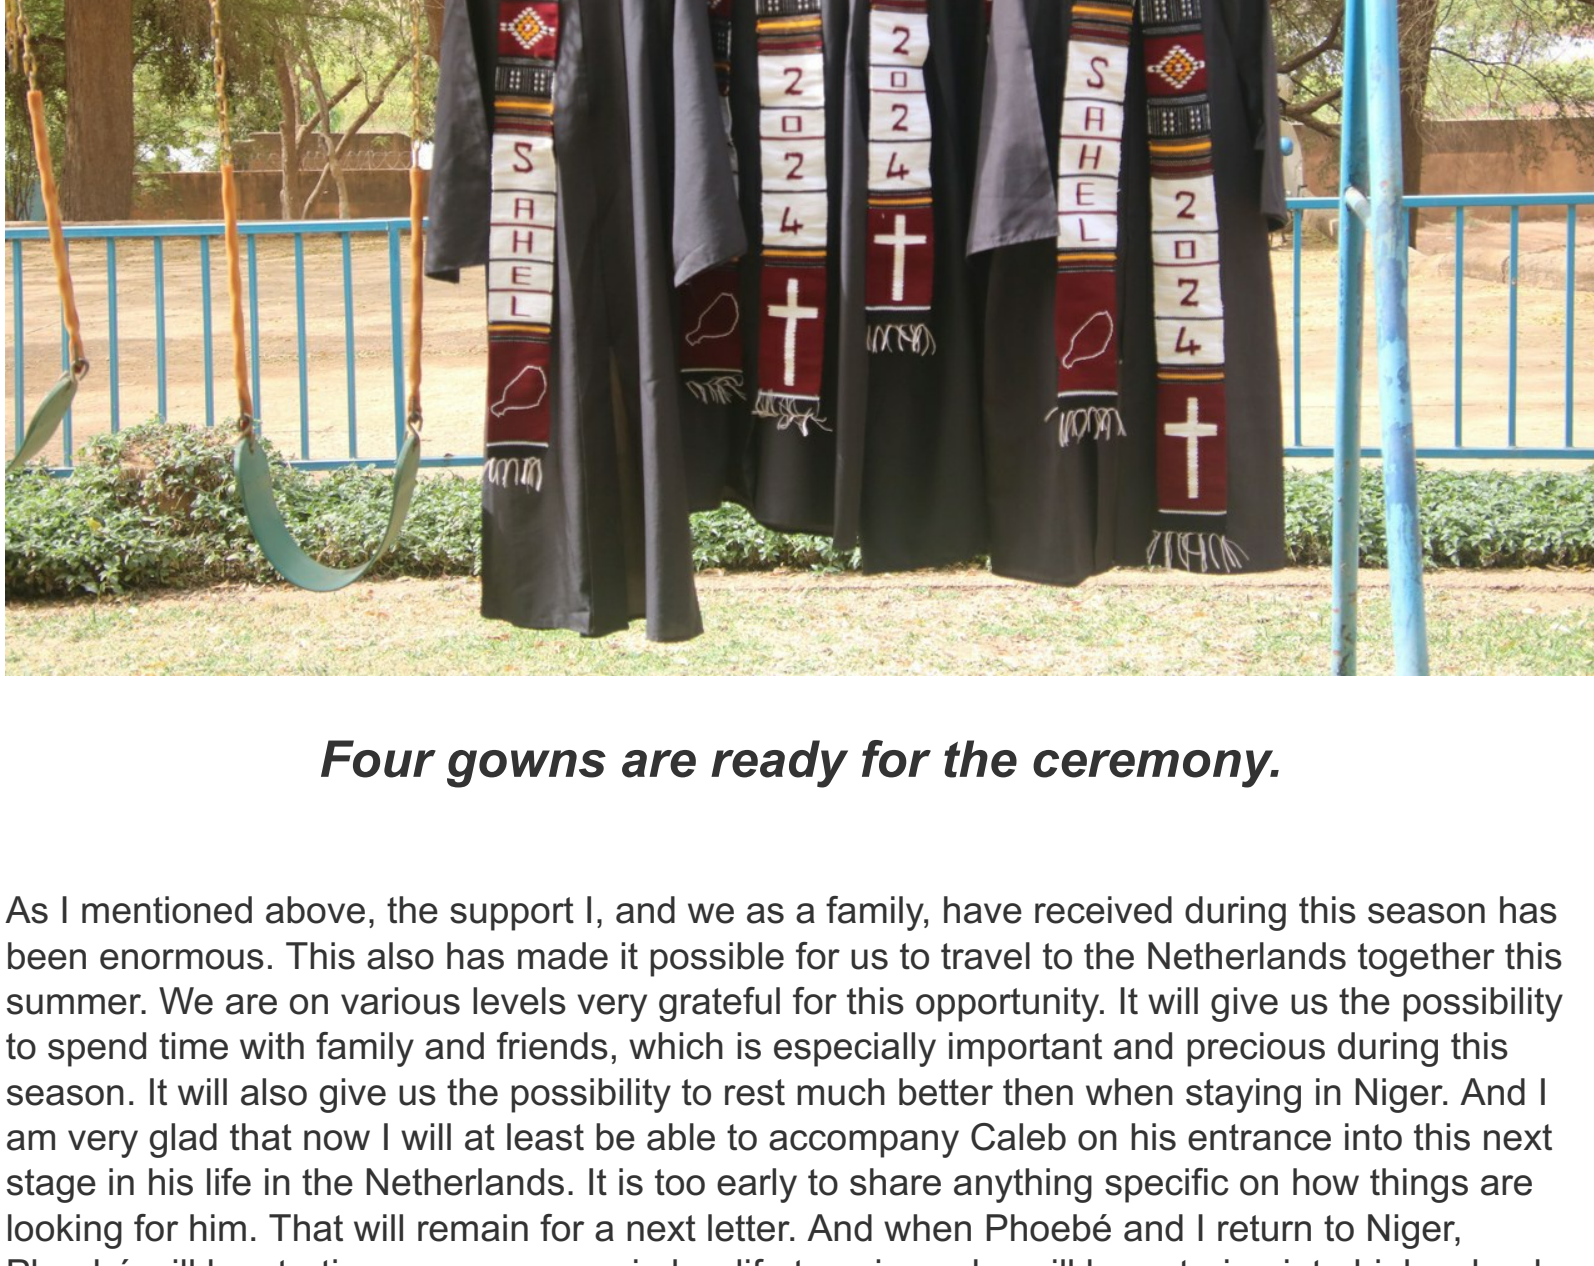 SAHEL
2024
2024
SAHEL
2024
Four gowns are ready for the ceremony.
As I mentioned above, the support I, and we as a family, have received during this season has
been enormous. This also has made it possible for us to travel to the Netherlands together this
summer. We are on various levels very grateful for this opportunity. It will give us the possibility
to spend time with family and friends, which is especially important and precious during this
season. It will also give us the possibility to rest much better then when staying in Niger. And I
am very glad that now I will at least be able to accompany Caleb on his entrance into this next
stage in his life in the Netherlands. It is too early to share anything specific on how things are
looking for him. That will remain for a next letter. And when Phoebé and I return to Niger,